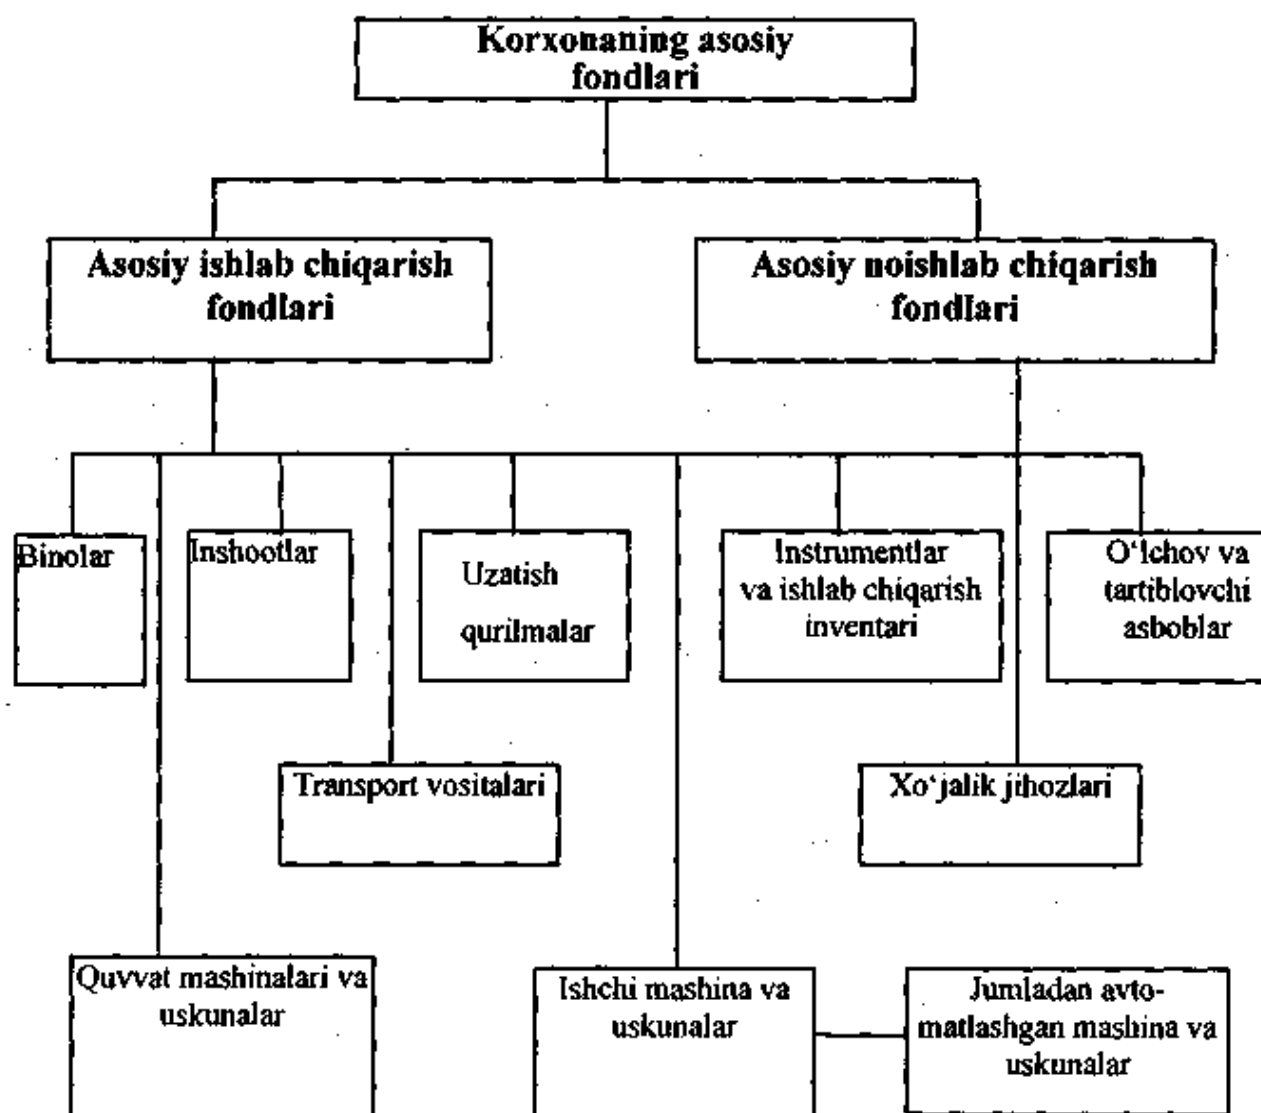 Korxonaning asosiy
fondlari
Asosiy ishlab chiqarish
fondlari
Asosiy noishlab chiqarish
fondlari
Binolar
Inshootlar
Uzatish
qurilmalar
Instrumentlar
va ishlab chiqarish
inventari
O‘lchov va
tartiblovchi
asboblar
Transport vositalari
Xo‘jalik jihozlari
Quvvat mashinalari va
uskunalar
Ishchi mashina va
uskunalar
Jumladan avto-
matlashgan mashina va
uskunalar